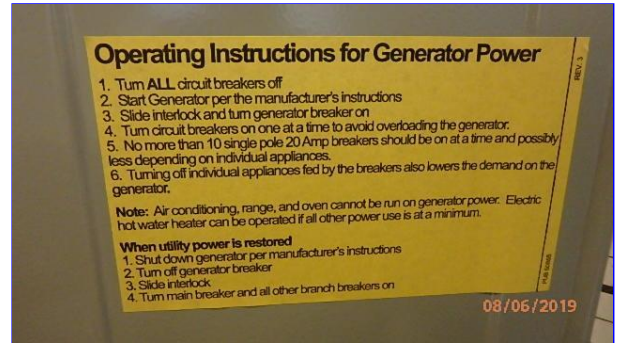 Operating Instructions for Generator Power
REV. 3
1. Turn ALL circuit breakers off
2. Start Generator per the manufacturer's instructions
3. Slide interlock and turn generator breaker on
4. Turn circuit breakers on one at a time to avoid overloading the generator.
5. No more than 10 single pole 20 Amp breakers should be on at a time and possibly
less depending on individual appliances.
6. Turning off individual appliances fed by the breakers also lowers the demand on the
generator.
Note: Air conditioning, range, and oven cannot be run on generator power. Electric
hot water heater can be operated if all other power use is at a minimum.
When utility power is restored
1. Shut down generator per manufacturer's instructions
2. Turn off generator breaker
3. Slide interlock
4. Turn main breaker and all other branch breakers on
08/06/2019